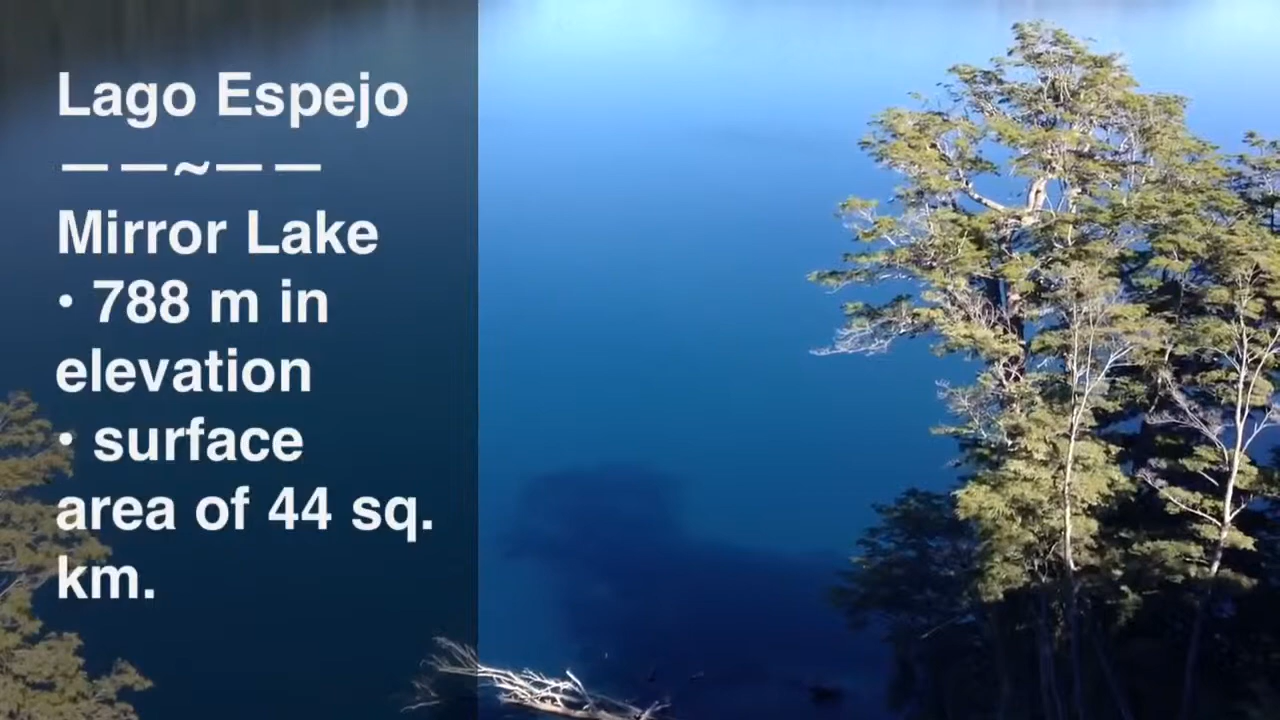 Lago Espejo
— —~— —
Mirror Lake
• 788 m in
elevation
• surface
area of 44 sq.
km.